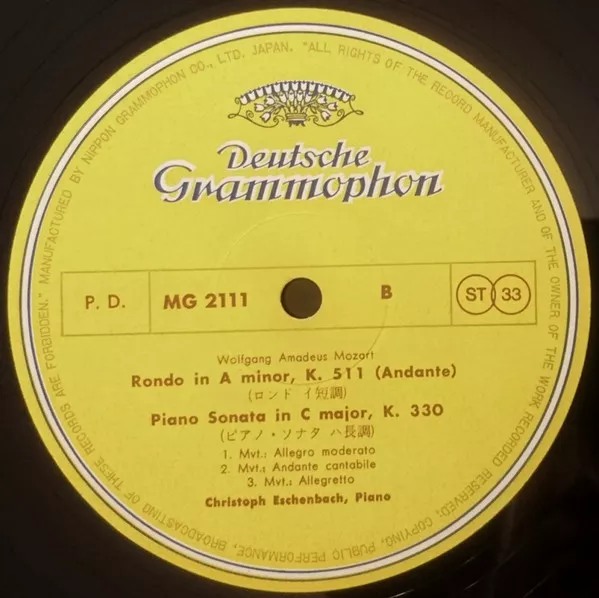 MANUFACTURED BY NIPPON GRAMMOPHON CO., LTD. JAPAN. "ALL RIGHTS OF THE RECORD MANUFACTURER AND OF THE OWNER OF THE WORK RECORDED RESERVED; COPYING, PUBLIC PERFORMANCE, BROADCASTING OF THESE RECORDS ARE FORBIDDEN."
Deutsche
Grammophon
P. D. MG 2111 B ST 33
Wolfgang Amadeus Mozart
Rondo in A minor, K. 511 (Andante)
(ロンド イ短調)
Piano Sonata in C major, K. 330
(ピアノ・ソナタ ハ長調)
1. Mvt.: Allegro moderato
2. Mvt.: Andante cantabile
3. Mvt.: Allegretto
Christoph Eschenbach, Piano